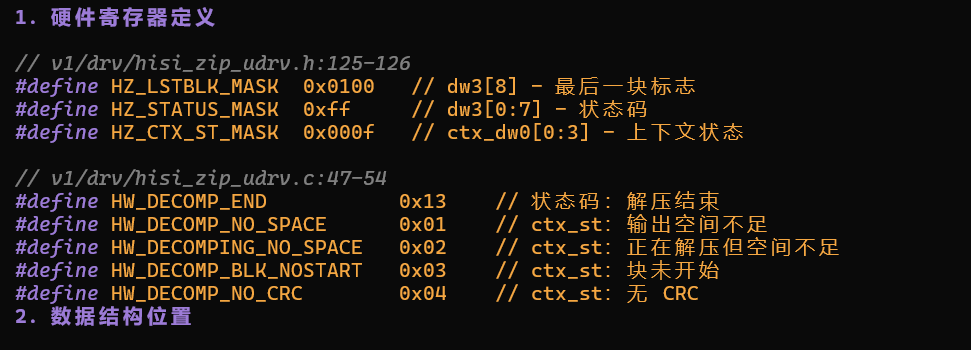 1. 硬件寄存器定义
// v1/drv/hisi_zip_udrv.h:125-126
#define HZ_LSTBLK_MASK  0x0100   // dw3[8] - 最后一块标志
#define HZ_STATUS_MASK  0xff     // dw3[0:7] - 状态码
#define HZ_CTX_ST_MASK  0x000f   // ctx_dw0[0:3] - 上下文状态
// v1/drv/hisi_zip_udrv.c:47-54
#define HW_DECOMP_END           0x13    // 状态码: 解压结束
#define HW_DECOMP_NO_SPACE      0x01    // ctx_st: 输出空间不足
#define HW_DECOMPING_NO_SPACE   0x02    // ctx_st: 正在解压但空间不足
#define HW_DECOMP_BLK_NOSTART   0x03    // ctx_st: 块未开始
#define HW_DECOMP_NO_CRC        0x04    // ctx_st: 无 CRC
2. 数据结构位置